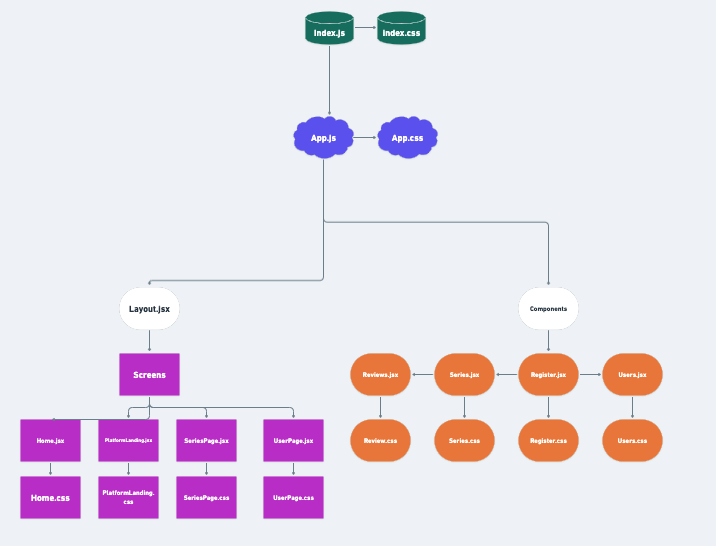 Index.js
Index.css
App.js
App.css
Layout.jsx
Components
Screens
Reviews.jsx
Series.jsx
Register.jsx
Users.jsx
Home.jsx
PlatformLanding.jsx
SeriesPage.jsx
UserPage.jsx
Review.css
Series.css
Register.css
Users.css
Home.css
PlatformLanding.
css
SeriesPage.css
UserPage.css